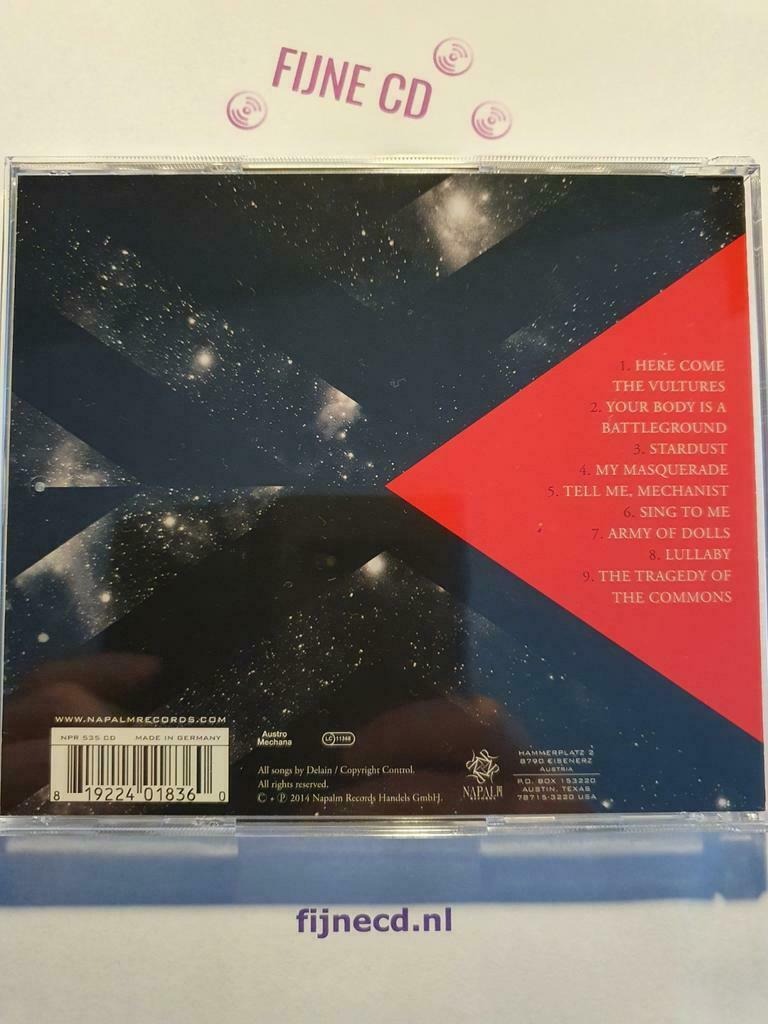 FIJNE CD
1. HERE COME
THE VULTURES
2. YOUR BODY IS A
BATTLEGROUND
3. STARDUST
4. MY MASQUERADE
5. TELL ME, MECHANIST
6. SING TO ME
7. ARMY OF DOLLS
8. LULLABY
9. THE TRAGEDY OF
THE COMMONS
WWW.NAPALMRECORDS.COM
NPR 535 CD MADE IN GERMANY
8 19224 01836 0
Austro
Mechana
LC 11368
All songs by Delain / Copyright Control.
All rights reserved.
© + ℗ 2014 Napalm Records Handels GmbH.
NAPALM
RECORDS
HAMMERPLATZ 2
8790 EISENERZ
AUSTRIA
P.O. BOX 153220
AUSTIN, TEXAS
78715-3220 USA
fijnecd.nl